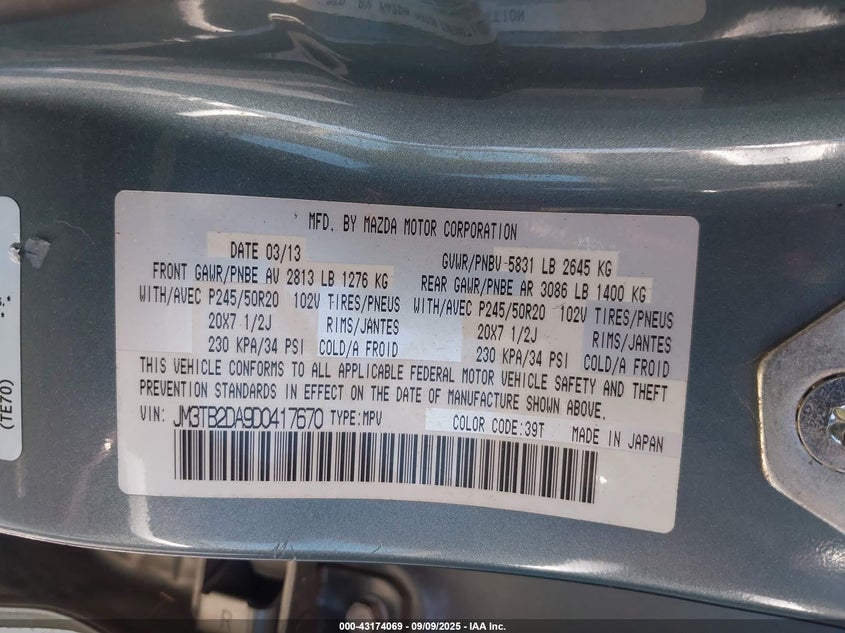 MFD. BY MAZDA MOTOR CORPORATION
DATE 03/13 GVWR/PNBV 5831 LB 2645 KG
FRONT GAWR/PNBE AV 2813 LB 1276 KG REAR GAWR/PNBE AR 3086 LB 1400 KG
WITH/AVEC P245/50R20 102V TIRES/PNEUS WITH/AVEC P245/50R20 102V TIRES/PNEUS
20X7 1/2J RIMS/JANTES 20X7 1/2J RIMS/JANTES
230 KPA/34 PSI COLD/A FROID 230 KPA/34 PSI COLD/A FROID
THIS VEHICLE CONFORMS TO ALL APPLICABLE FEDERAL MOTOR VEHICLE SAFETY AND THEFT
PREVENTION STANDARDS IN EFFECT ON THE DATE OF MANUFACTURE SHOWN ABOVE.
VIN: JM3TB2DA9D0417670 TYPE:MPV COLOR CODE:39T MADE IN JAPAN
(TE70)
000-43174069 - 09/09/2025 - IAA Inc.